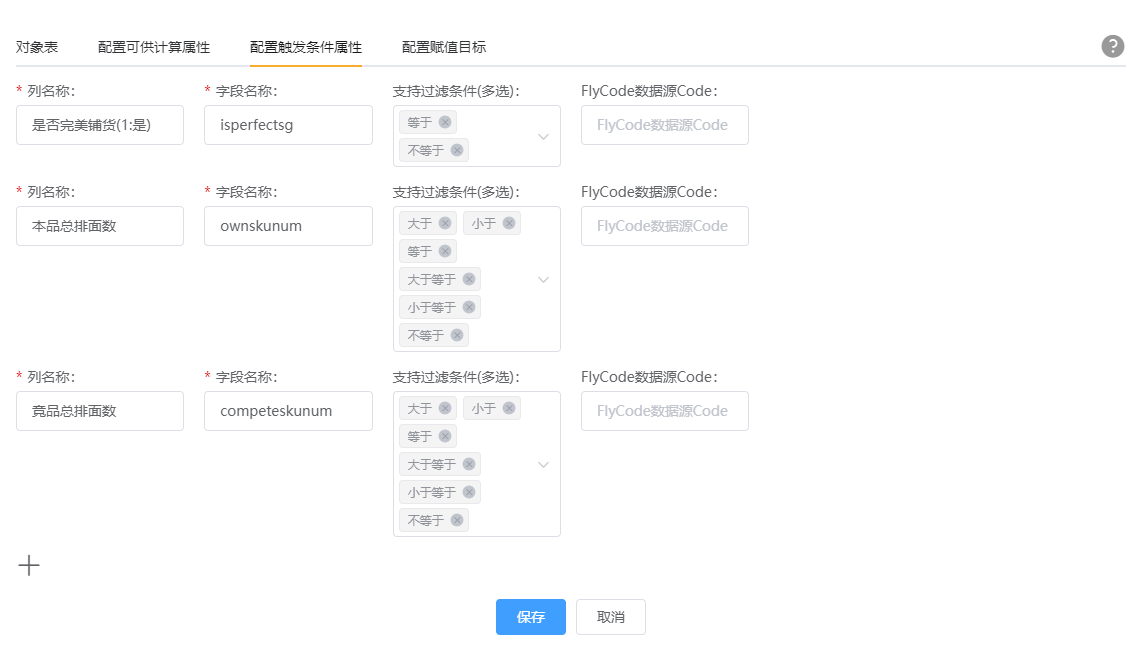 对象表 配置可供计算属性 配置触发条件属性 配置赋值目标 ?
* 列名称: * 字段名称: 支持过滤条件(多选): FlyCode数据源Code:
是否完美铺货(1:是) isperfectsg 等于 FlyCode数据源Code
不等于
* 列名称: * 字段名称: 支持过滤条件(多选): FlyCode数据源Code:
本品总排面数 ownskunum 大于 小于 FlyCode数据源Code
等于
大于等于
小于等于
不等于
* 列名称: * 字段名称: 支持过滤条件(多选): FlyCode数据源Code:
竞品总排面数 competeskunum 大于 小于 FlyCode数据源Code
等于
大于等于
小于等于
不等于
保存 取消